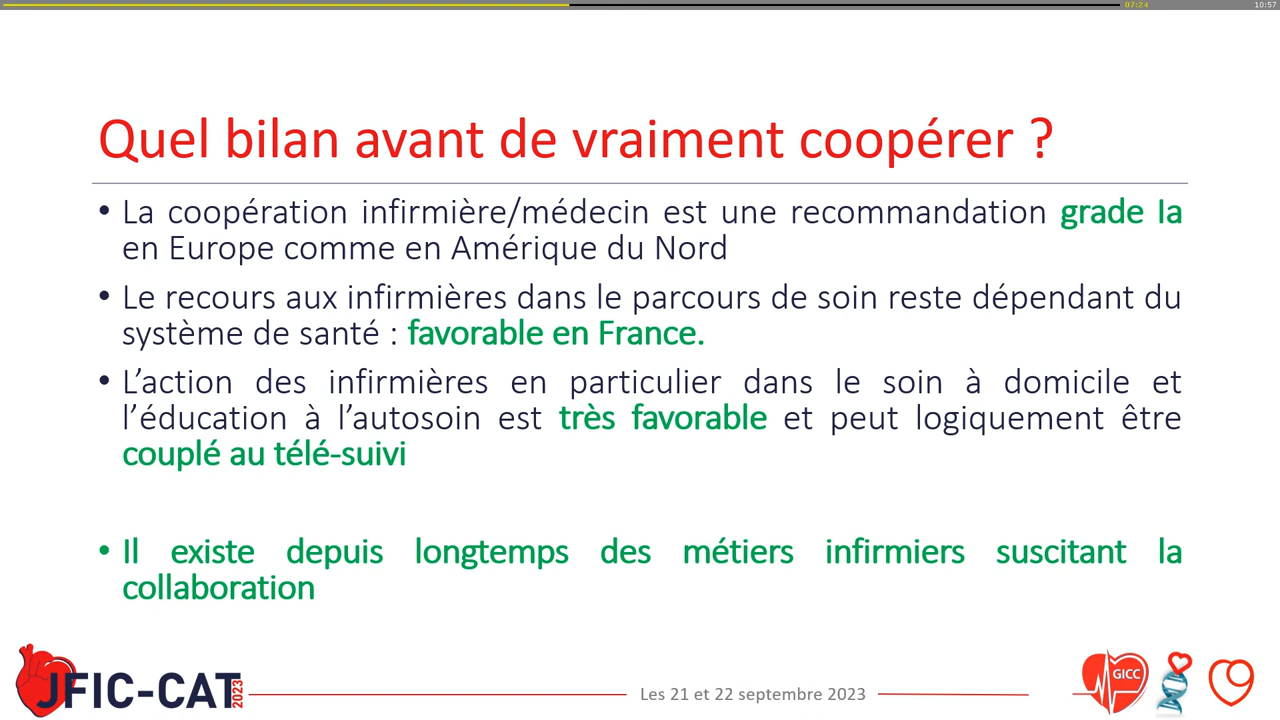 07:24 10:57
Quel bilan avant de vraiment coopérer ?
• La coopération infirmière/médecin est une recommandation grade Ia
en Europe comme en Amérique du Nord
• Le recours aux infirmières dans le parcours de soin reste dépendant du
système de santé : favorable en France.
• L’action des infirmières en particulier dans le soin à domicile et
l’éducation à l’autosoin est très favorable et peut logiquement être
couplé au télé-suivi
• Il existe depuis longtemps des métiers infirmiers suscitant la
collaboration
JFIC-CAT 2023
Les 21 et 22 septembre 2023
GICC